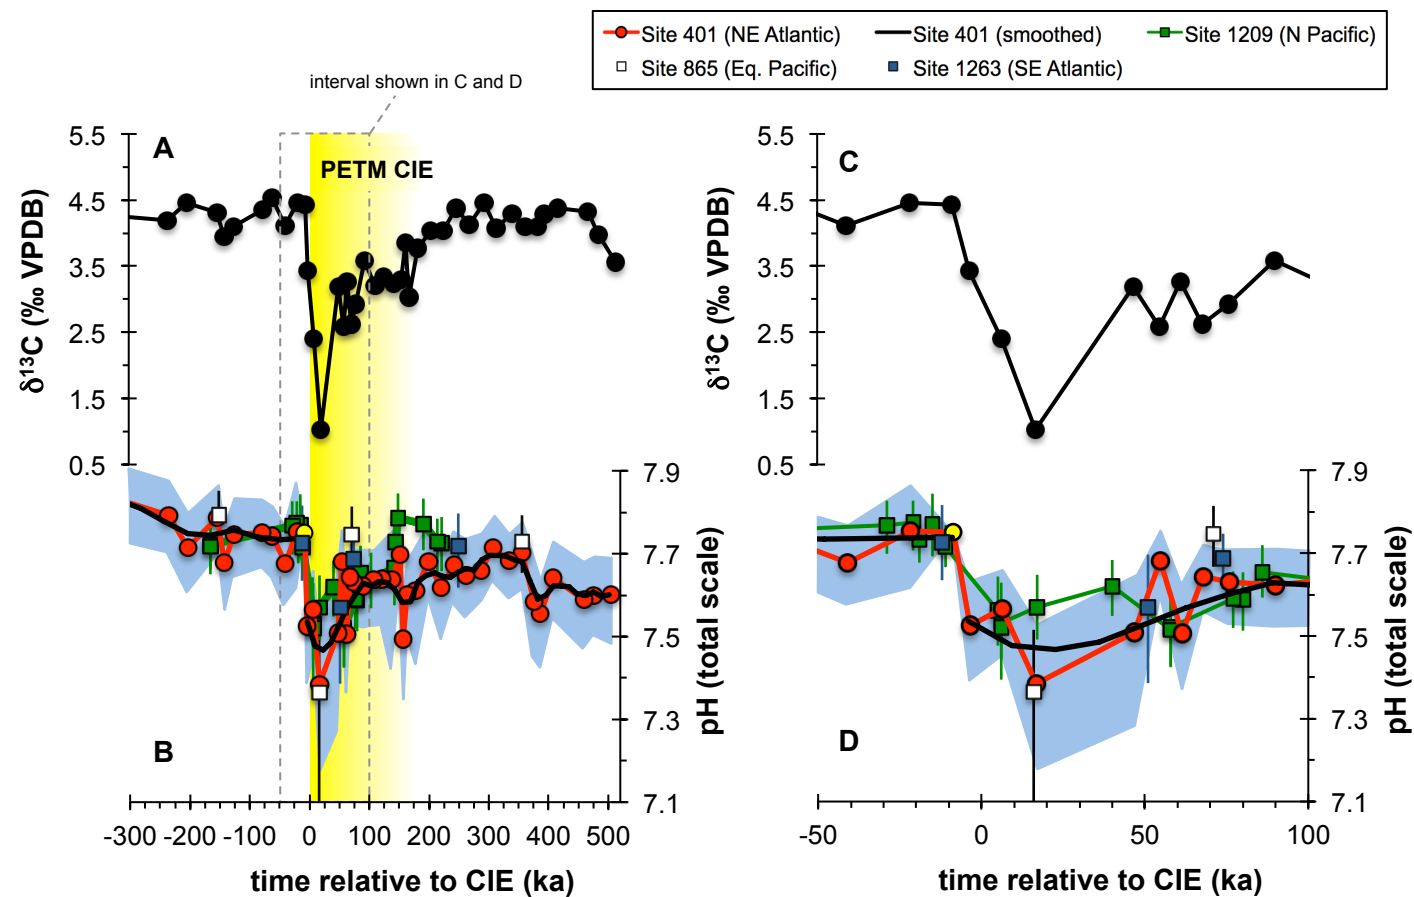 Site 401 (NE Atlantic) Site 401 (smoothed) Site 1209 (N Pacific)
Site 865 (Eq. Pacific) Site 1263 (SE Atlantic)
interval shown in C and D
A
PETM CIE
5.5
4.5
3.5
2.5
1.5
0.5
δ¹³C (‰ VPDB)
B
7.9
7.7
7.5
7.3
7.1
pH (total scale)
-300 -200 -100 0 100 200 300 400 500
time relative to CIE (ka)
C
5.5
4.5
3.5
2.5
1.5
0.5
δ¹³C (‰ VPDB)
D
7.9
7.7
7.5
7.3
7.1
pH (total scale)
-50 0 50 100
time relative to CIE (ka)